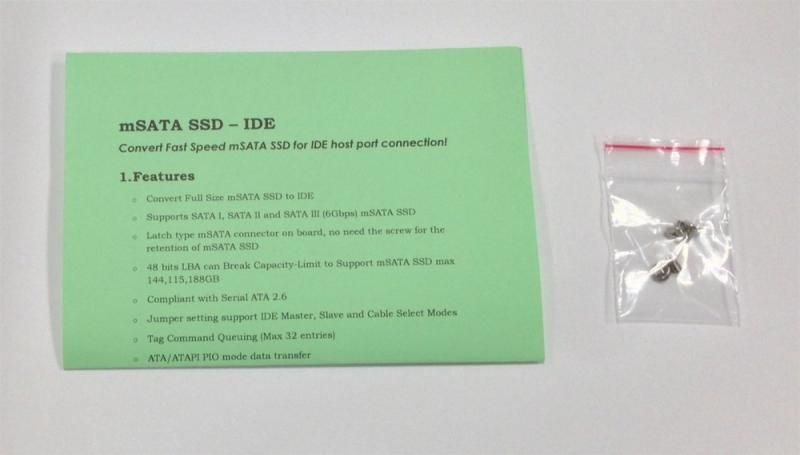 mSATA SSD – IDE
Convert Fast Speed mSATA SSD for IDE host port connection!
1.Features
o Convert Full Size mSATA SSD to IDE
o Supports SATA I, SATA II and SATA III (6Gbps) mSATA SSD
o Latch type mSATA connector on board, no need the screw for the
retention of mSATA SSD
o 48 bits LBA can Break Capacity-Limit to Support mSATA SSD max
144,115,188GB
o Compliant with Serial ATA 2.6
o Jumper setting support IDE Master, Slave and Cable Select Modes
o Tag Command Queuing (Max 32 entries)
o ATA/ATAPI PIO mode data transfer